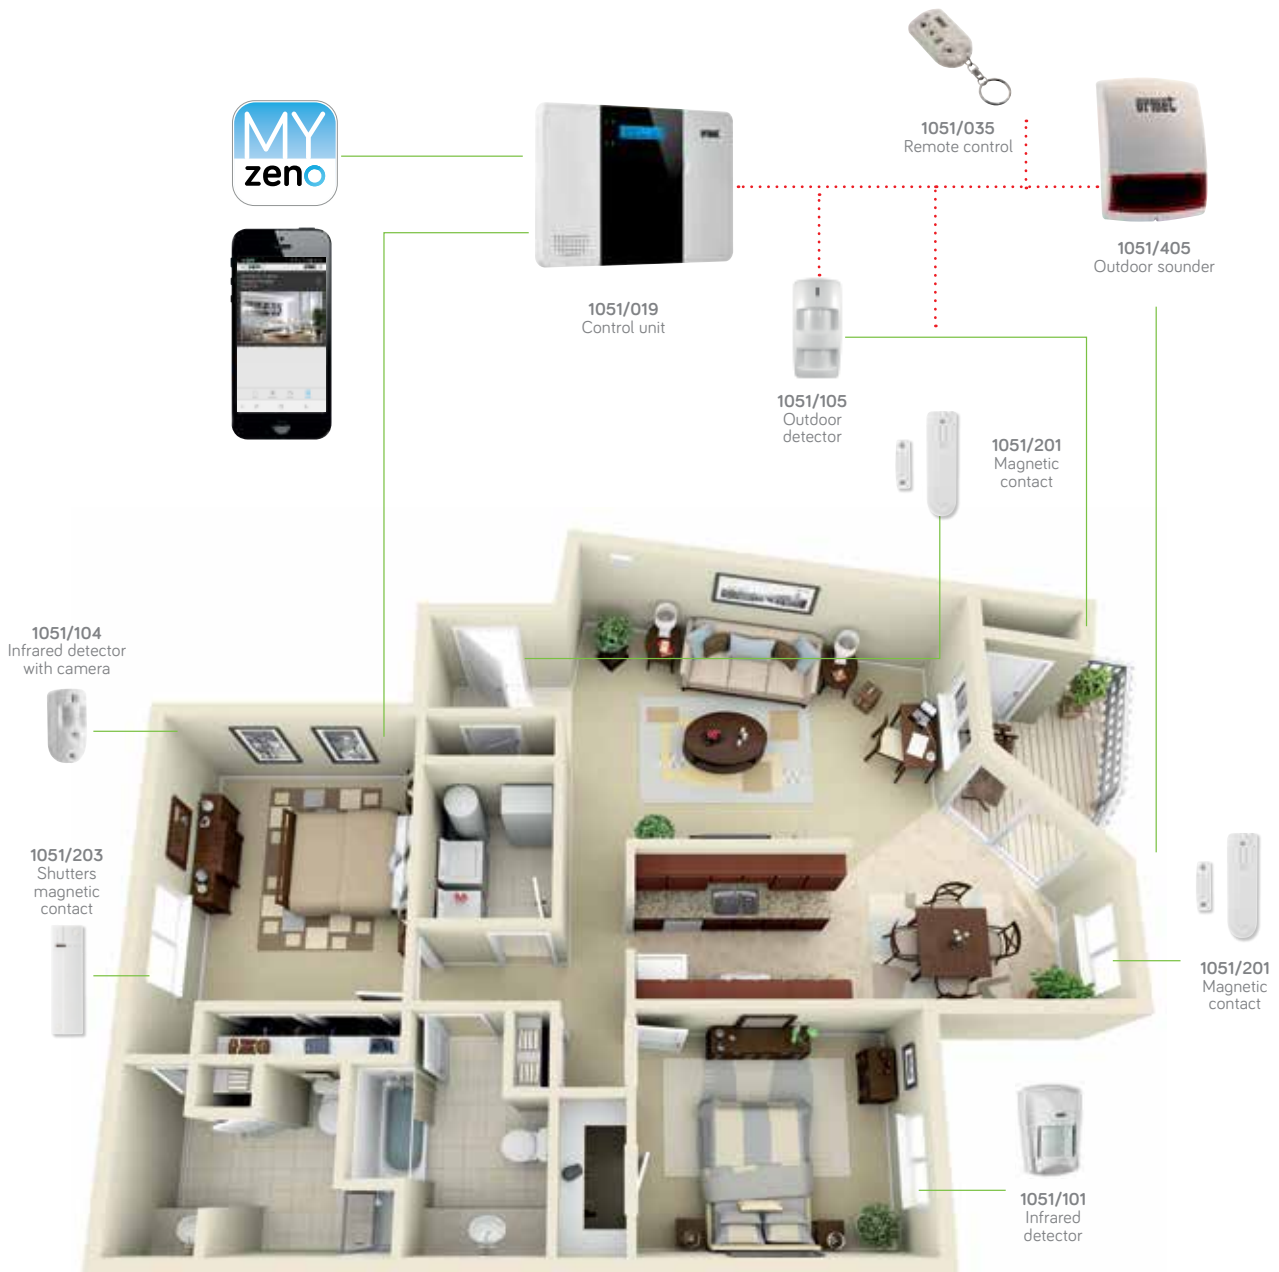 1051/035
Remote control
MY
zeno
urmet
urmet
1051/405
Outdoor sounder
1051/019
Control unit
1051/105
Outdoor
detector
1051/201
Magnetic
contact
1051/104
Infrared detector
with camera
1051/203
Shutters
magnetic
contact
1051/201
Magnetic
contact
1051/101
Infrared
detector